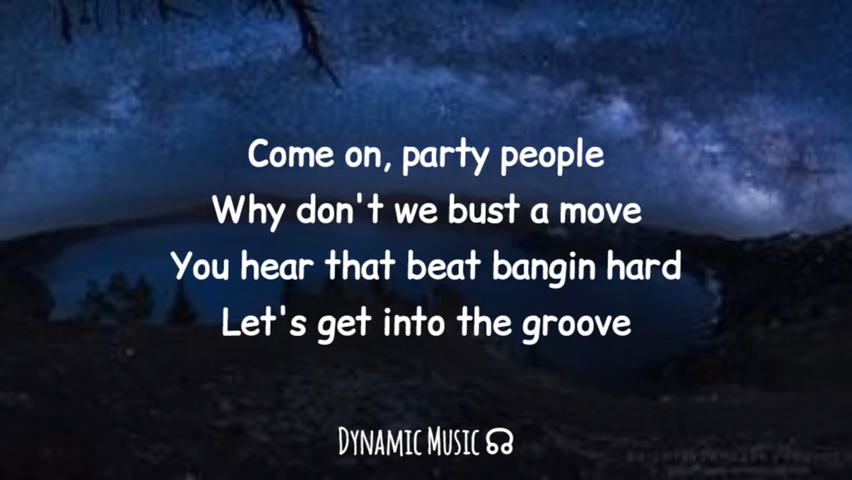 Come on, party people
Why don't we bust a move
You hear that beat bangin hard
Let's get into the groove
Dynamic Music